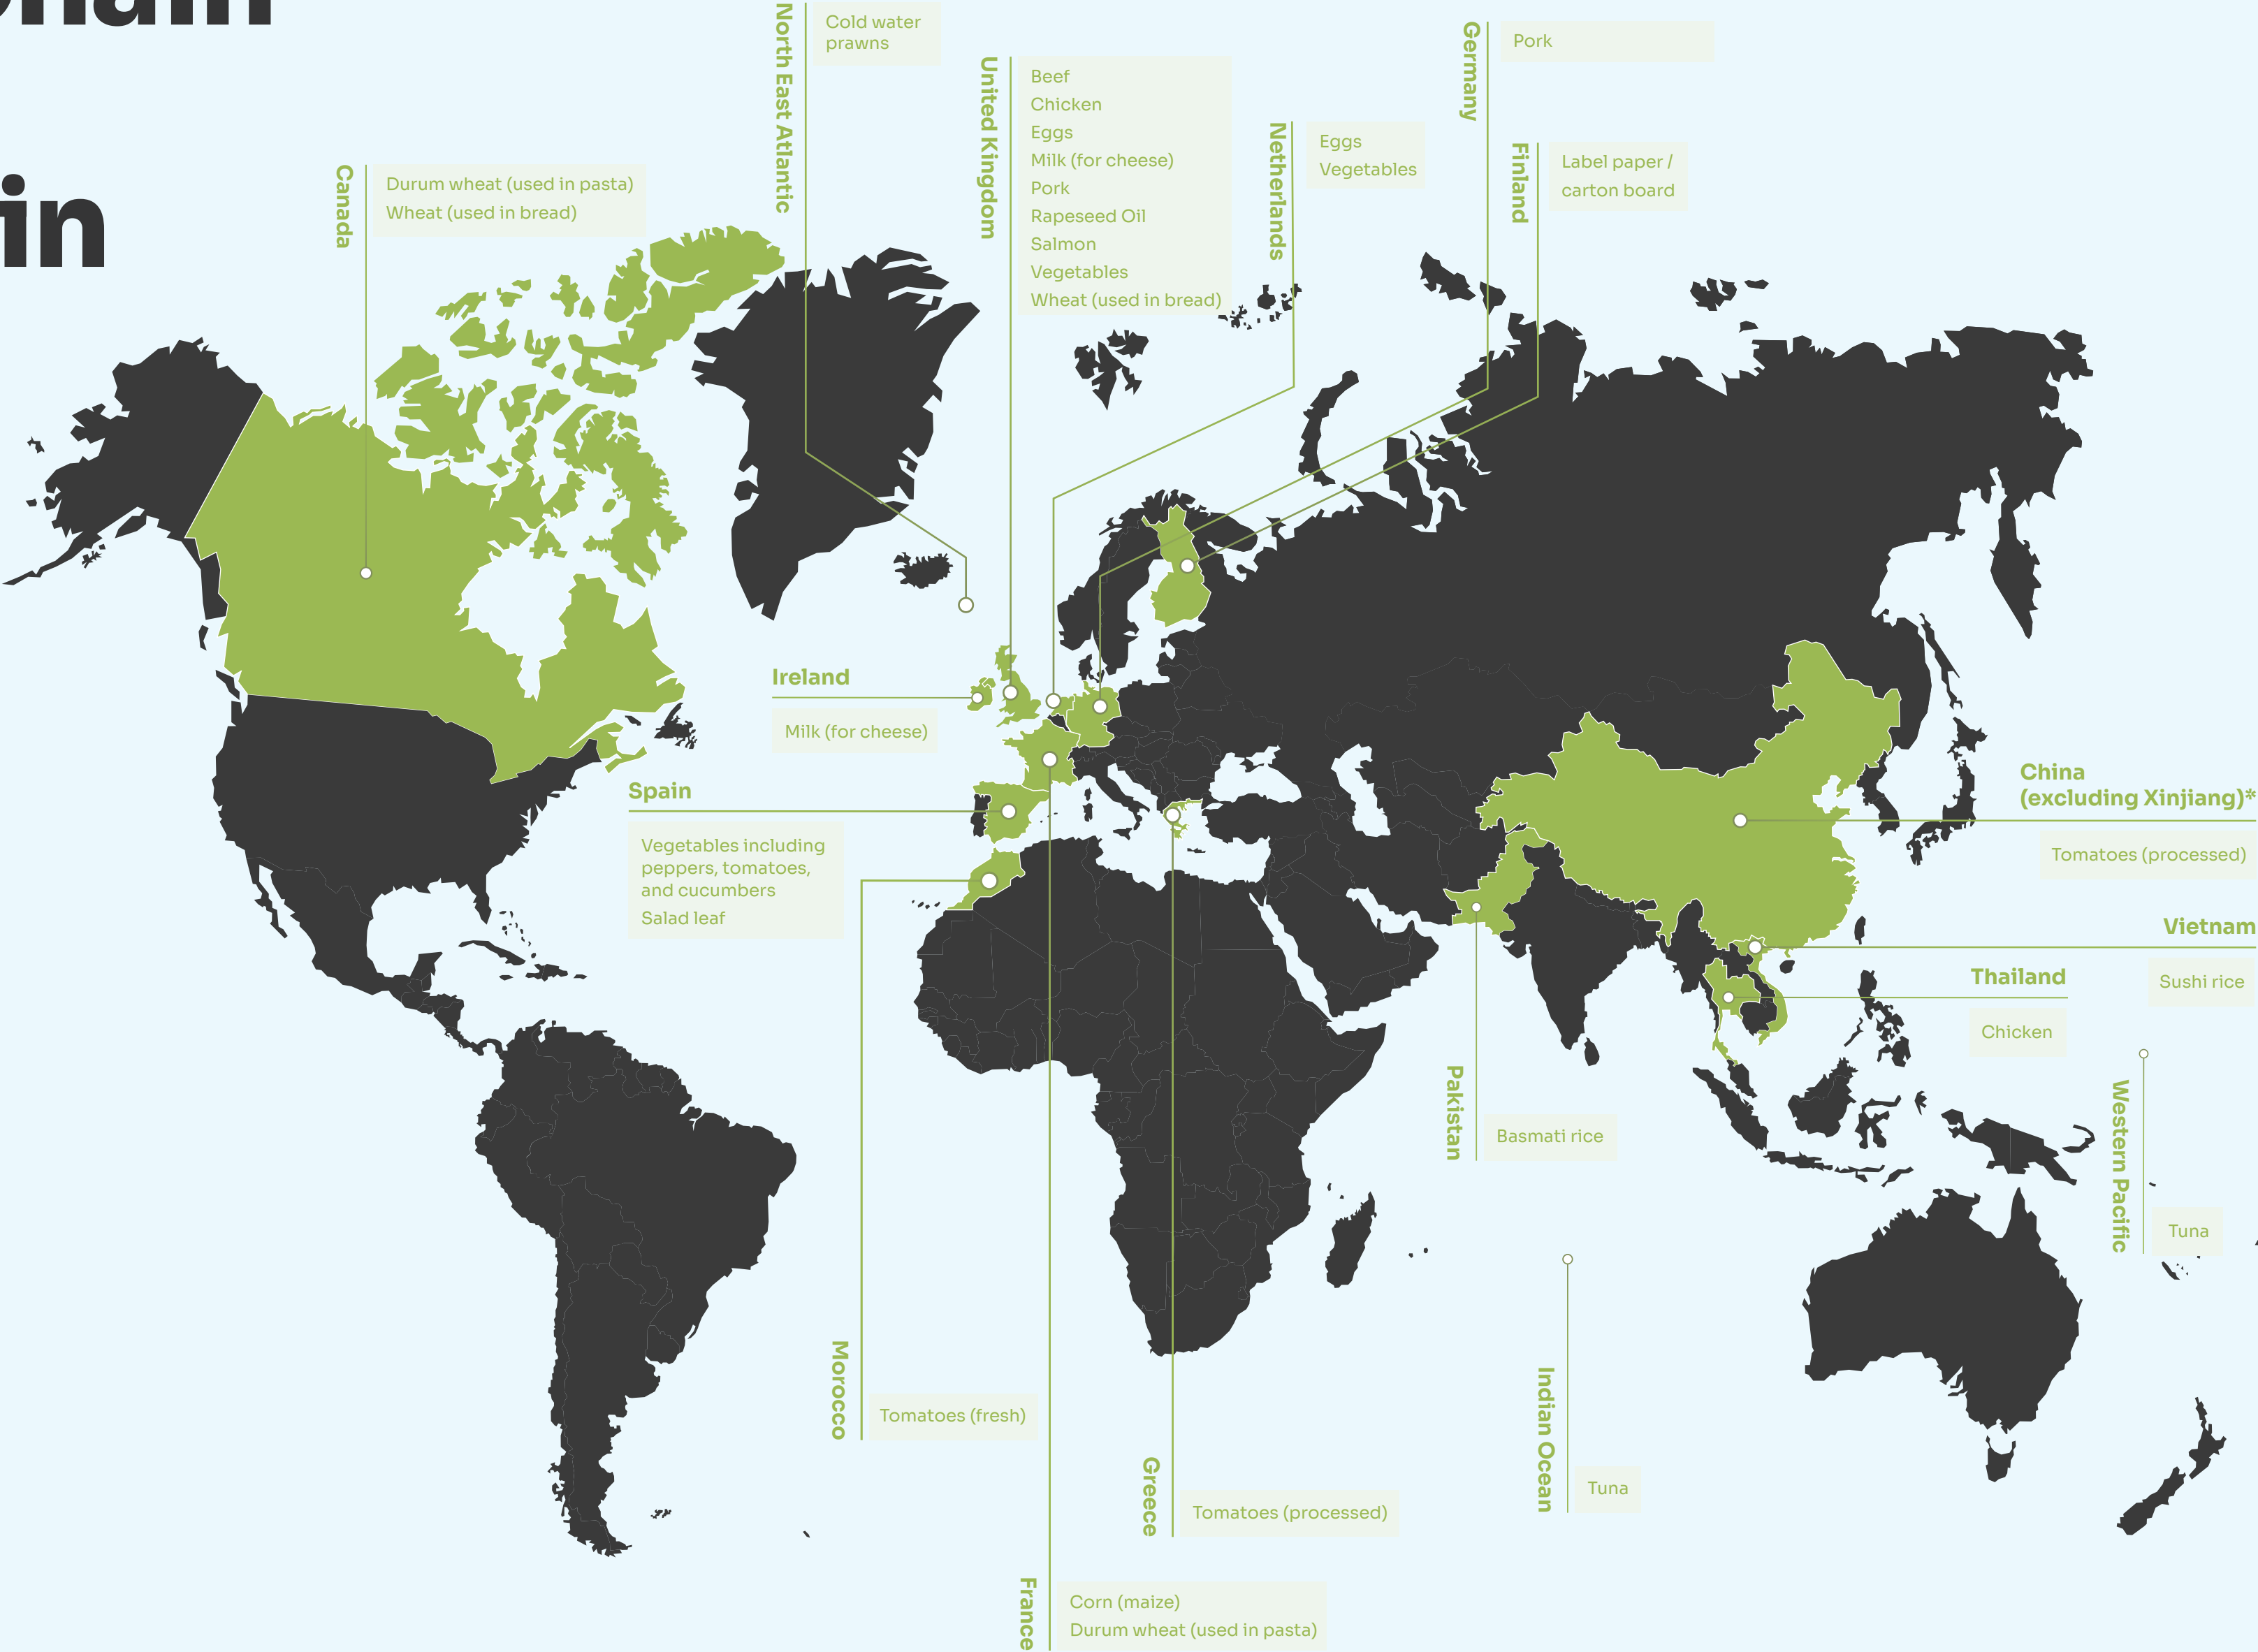 in
North East Atlantic
Cold water
prawns
United Kingdom
Beef
Chicken
Eggs
Milk (for cheese)
Pork
Rapeseed Oil
Salmon
Vegetables
Wheat (used in bread)
Germany
Pork
Netherlands
Eggs
Vegetables
Finland
Label paper /
carton board
Canada
Durum wheat (used in pasta)
Wheat (used in bread)
Ireland
Milk (for cheese)
Spain
Vegetables including
peppers, tomatoes,
and cucumbers
Salad leaf
China
(excluding Xinjiang)*
Tomatoes (processed)
Vietnam
Sushi rice
Thailand
Chicken
Pakistan
Basmati rice
Western Pacific
Tuna
Morocco
Tomatoes (fresh)
Indian Ocean
Tuna
Greece
Tomatoes (processed)
France
Corn (maize)
Durum wheat (used in pasta)